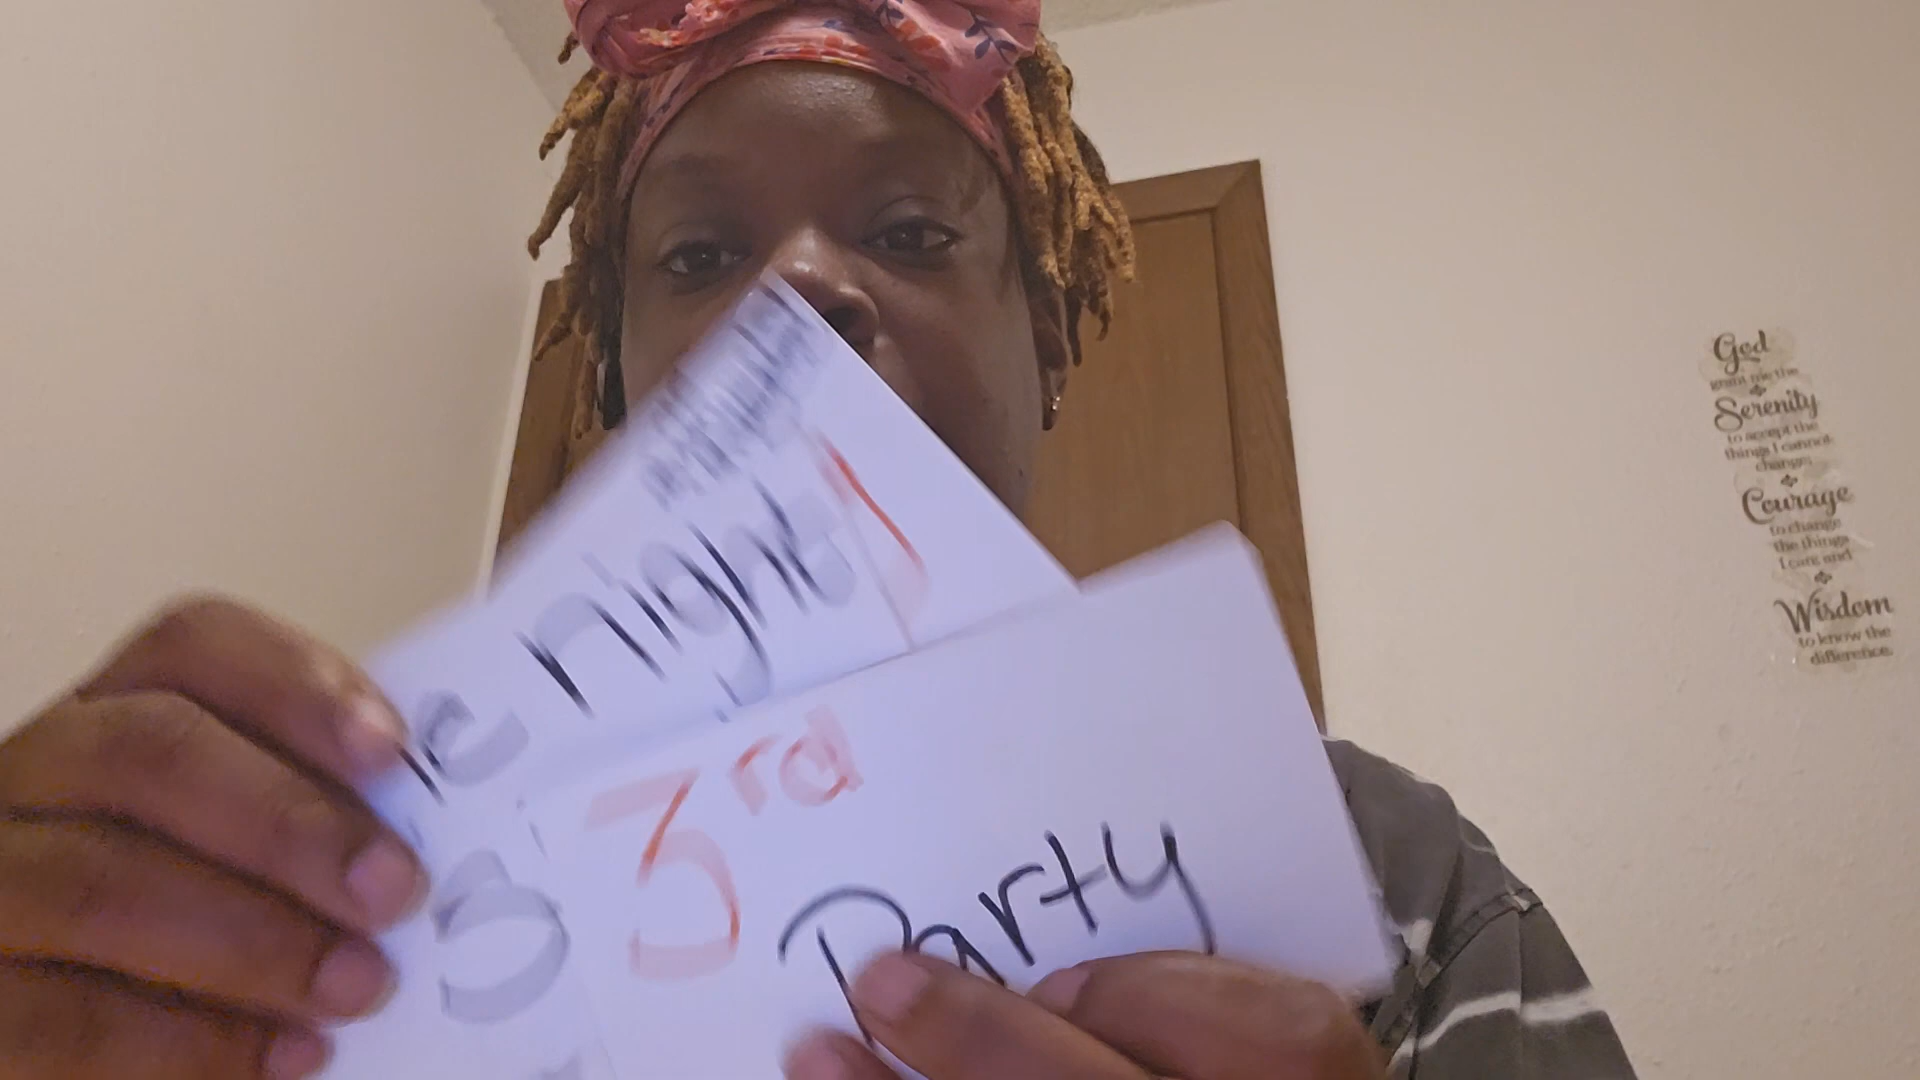 night
3rd
Party
God
grant me the
Serenity
to accept the
things I cannot
change
Courage
to change
the things
I can and
Wisdom
to know the
difference